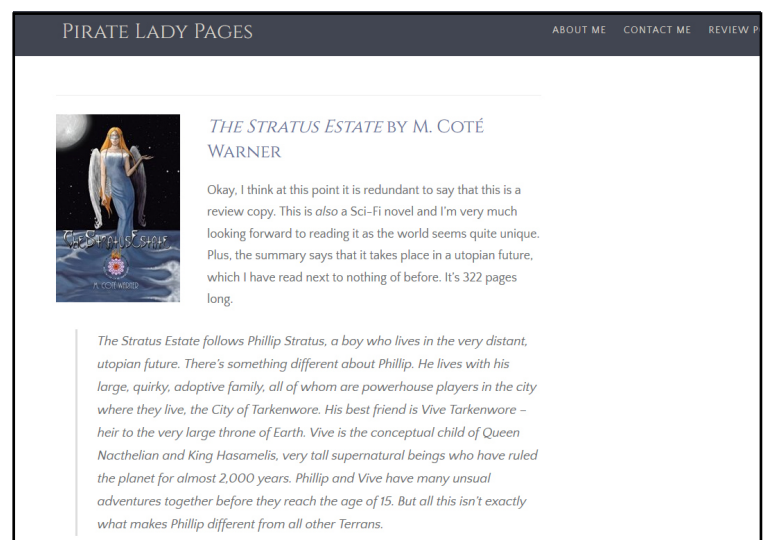 PIRATE LADY PAGES
ABOUT ME CONTACT ME REVIEW P
THE STRATUS ESTATE BY M. COTÉ
WARNER
Okay, I think at this point it is redundant to say that this is a
review copy. This is also a Sci-Fi novel and I'm very much
looking forward to reading it as the world seems quite unique.
Plus, the summary says that it takes place in a utopian future,
which I have read next to nothing of before. It's 322 pages
long.
THE STRATUS ESTATE
M. COTÉ WARNER
The Stratus Estate follows Phillip Stratus, a boy who lives in the very distant,
utopian future. There's something different about Phillip. He lives with his
large, quirky, adoptive family, all of whom are powerhouse players in the city
where they live, the City of Tarkenwore. His best friend is Vive Tarkenwore –
heir to the very large throne of Earth. Vive is the conceptual child of Queen
Nacthelian and King Hasamelis, very tall supernatural beings who have ruled
the planet for almost 2,000 years. Phillip and Vive have many unsual
adventures together before they reach the age of 15. But all this isn't exactly
what makes Phillip different from all other Terrans.